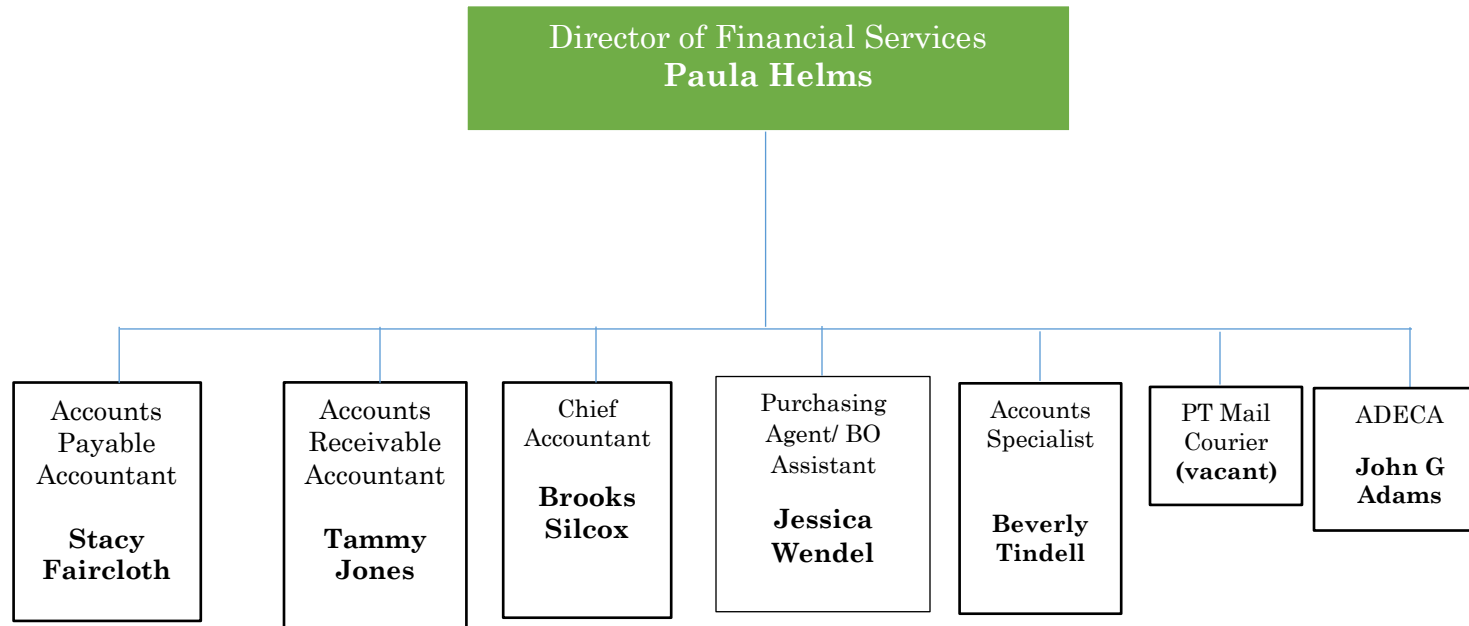 Director of Financial Services
Paula Helms
Accounts
Payable
Accountant
Stacy
Faircloth
Accounts
Receivable
Accountant
Tammy
Jones
Chief
Accountant
Brooks
Silcox
Purchasing
Agent/ BO
Assistant
Jessica
Wendel
Accounts
Specialist
Beverly
Tindell
PT Mail
Courier
(vacant)
ADECA
John G
Adams